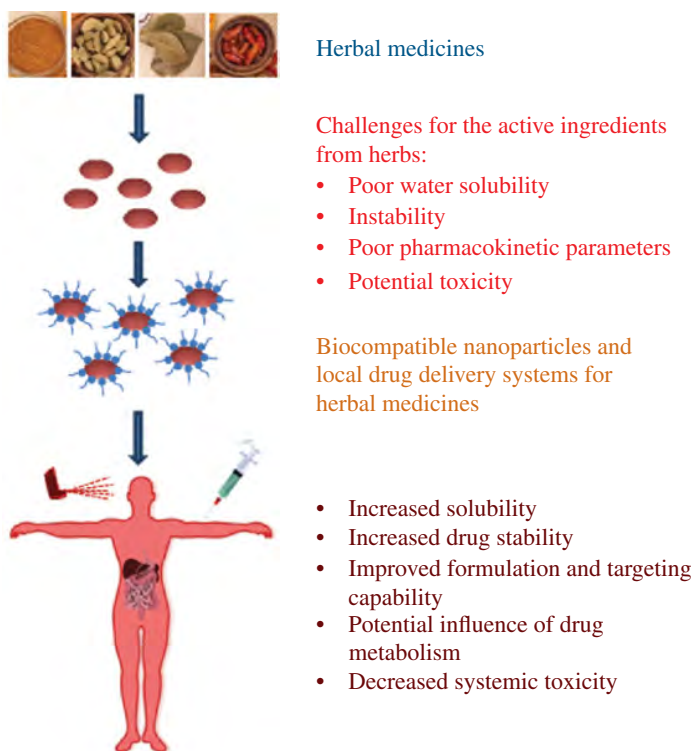 Herbal medicines
Challenges for the active ingredients
from herbs:
• Poor water solubility
• Instability
• Poor pharmacokinetic parameters
• Potential toxicity
Biocompatible nanoparticles and
local drug delivery systems for
herbal medicines
• Increased solubility
• Increased drug stability
• Improved formulation and targeting
capability
• Potential influence of drug
metabolism
• Decreased systemic toxicity